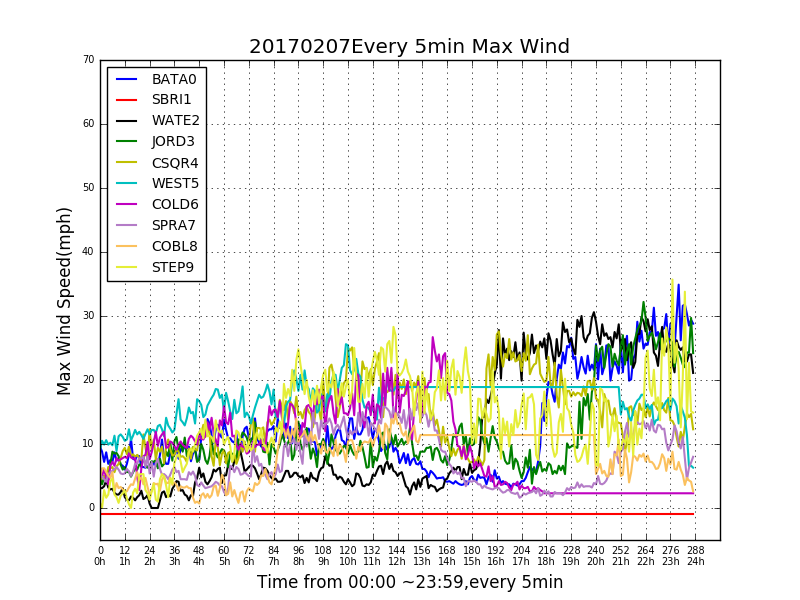 20170207Every 5min Max Wind
Max Wind Speed(mph)
70
60
50
40
30
20
10
0
BATA0
SBRI1
WATE2
JORD3
CSQR4
WEST5
COLD6
SPRA7
COBL8
STEP9
0 12 24 36 48 60 72 84 96 108 120 132 144 156 168 180 192 204 216 228 240 252 264 276 288
0h 1h 2h 3h 4h 5h 6h 7h 8h 9h 10h 11h 12h 13h 14h 15h 16h 17h 18h 19h 20h 21h 22h 23h 24h
Time from 00:00 ~23:59,every 5min